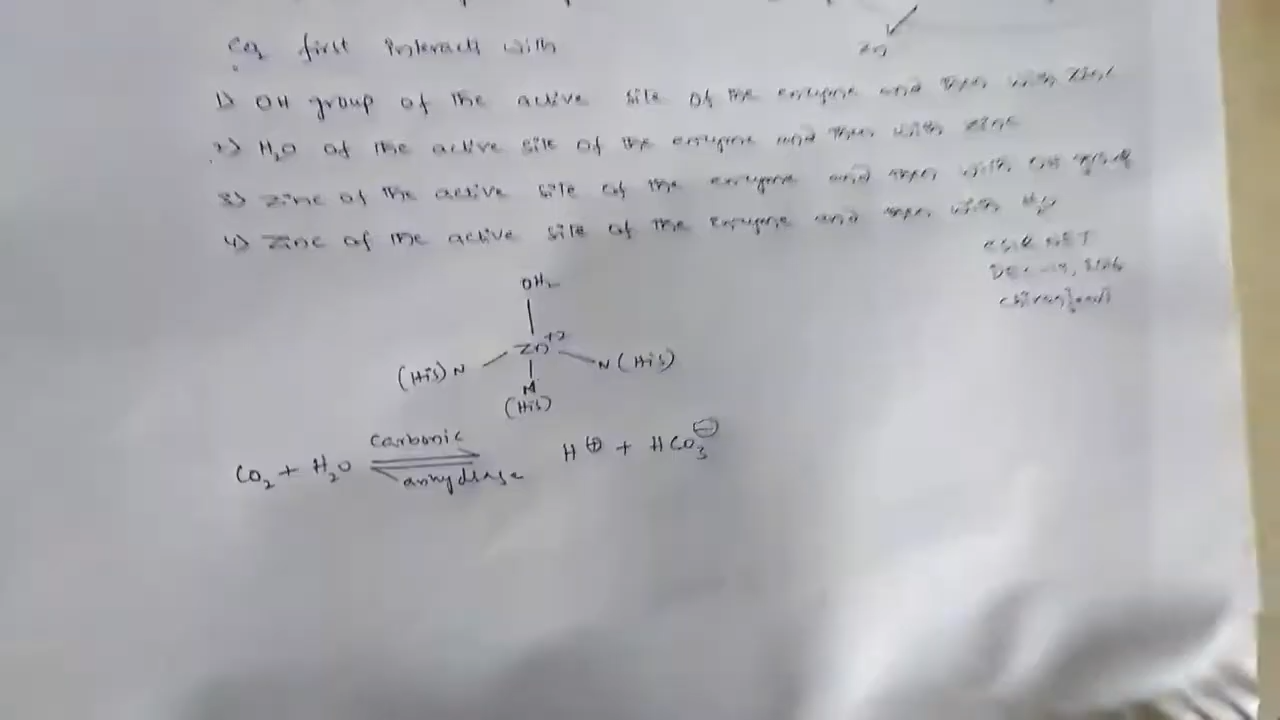 Zn
CO2 first interacts with
1) OH group of the active site of the enzyme and then with zinc
2) H2O of the active site of the enzyme and then with zinc
3) zinc of the active site of the enzyme and then with OH group
4) zinc of the active site of the enzyme and then with H2O
CSIR NET
OH2
Zn+2
(His) N
N (His)
N
(His)
CO2 + H2O
carbonic
anhydrase
H⊕ + HCO3⊖